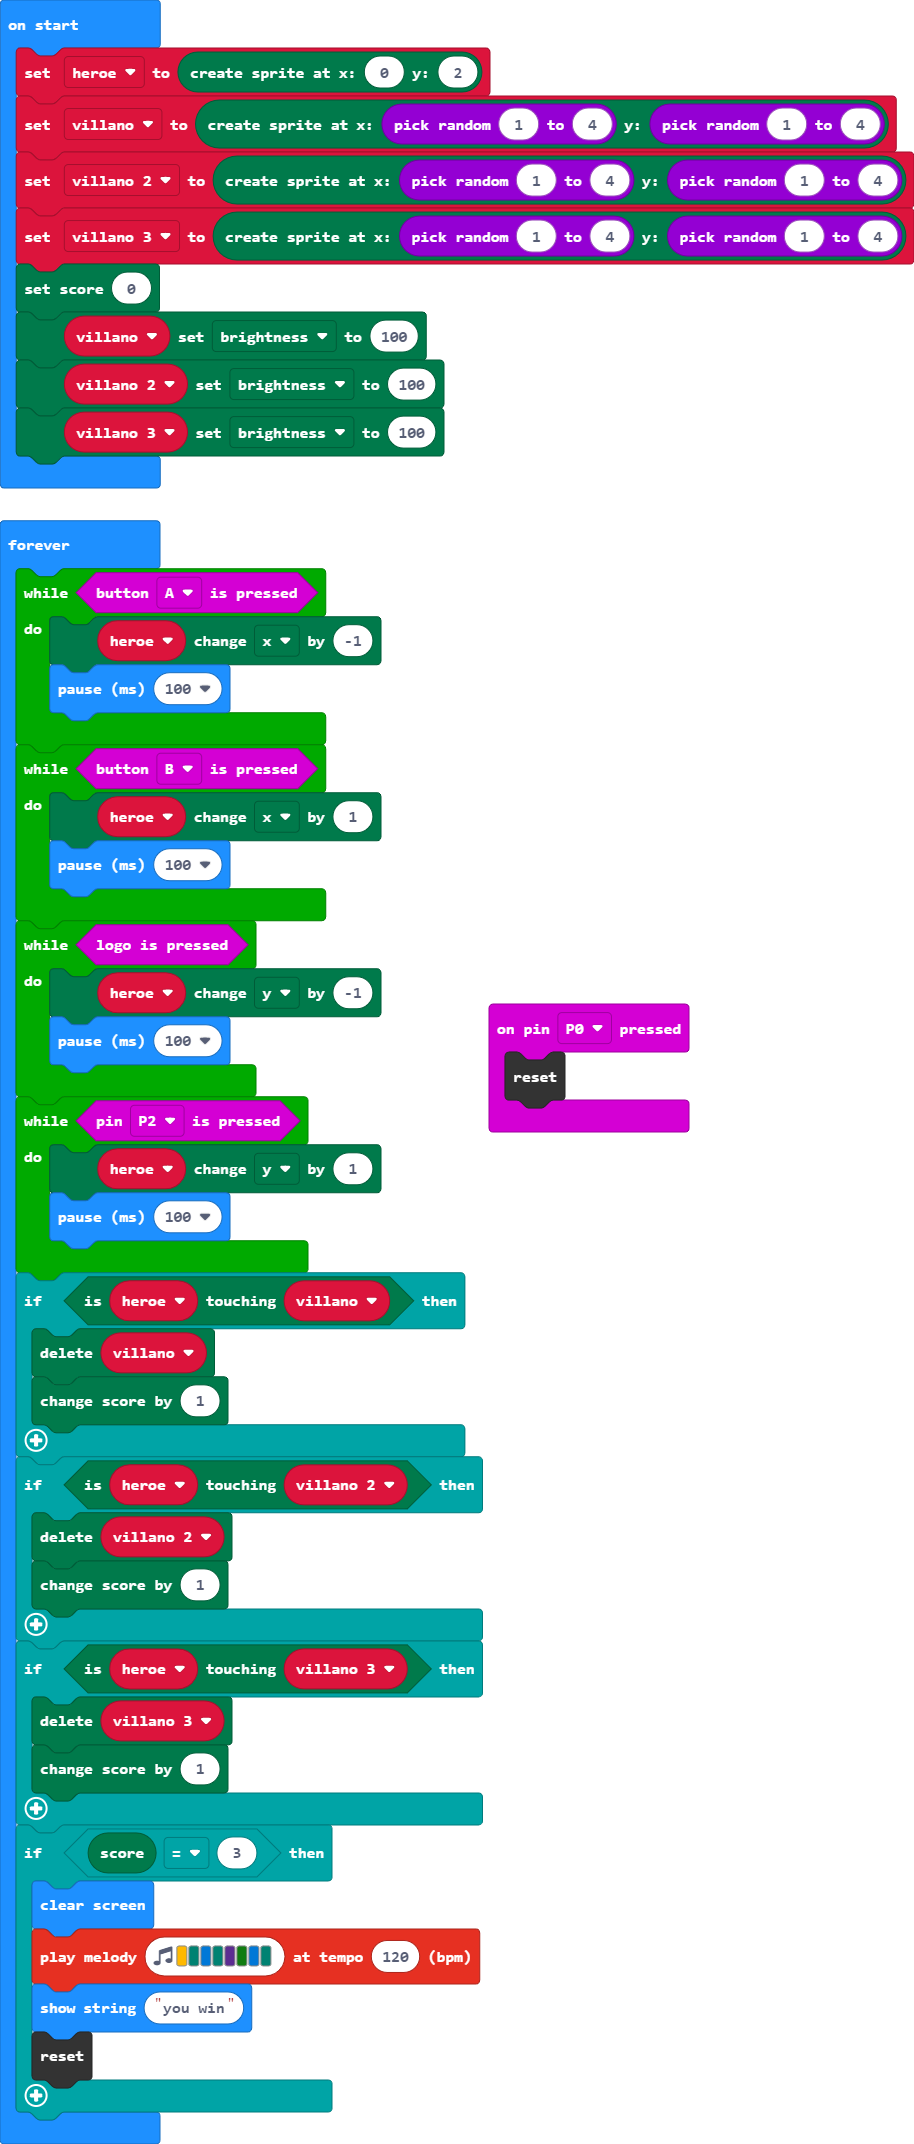 on start
set heroe to create sprite at x: 0 y: 2
set villano to create sprite at x: pick random 1 to 4 y: pick random 1 to 4
set villano 2 to create sprite at x: pick random 1 to 4 y: pick random 1 to 4
set villano 3 to create sprite at x: pick random 1 to 4 y: pick random 1 to 4
set score 0
villano set brightness to 100
villano 2 set brightness to 100
villano 3 set brightness to 100
forever
while button A is pressed
do heroe change x by -1
pause (ms) 100
while button B is pressed
do heroe change x by 1
pause (ms) 100
while logo is pressed
do heroe change y by -1
pause (ms) 100
while pin P2 is pressed
do heroe change y by 1
pause (ms) 100
if is heroe touching villano then
delete villano
change score by 1
if is heroe touching villano 2 then
delete villano 2
change score by 1
if is heroe touching villano 3 then
delete villano 3
change score by 1
if score = 3 then
clear screen
play melody at tempo 120 (bpm)
show string "you win"
reset
on pin P0 pressed
reset